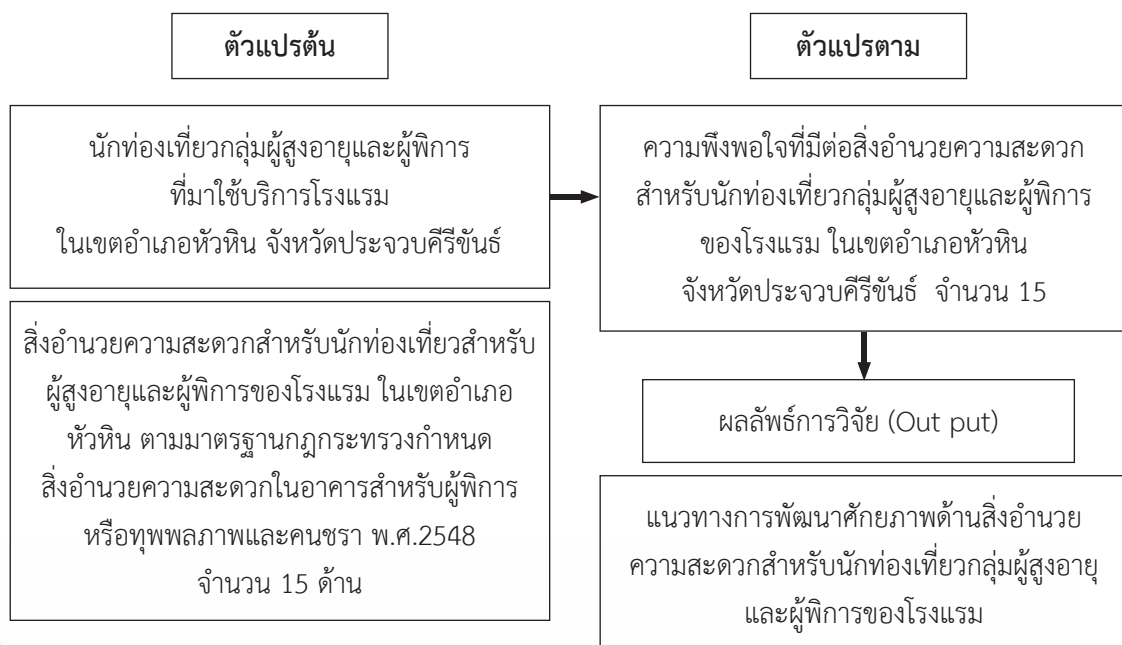 ตัวแปรต้น
นักท่องเที่ยวกลุ่มผู้สูงอายุและผู้พิการ
ที่มาใช้บริการโรงแรม
ในเขตอำเภอหัวหิน จังหวัดประจวบคีรีขันธ์
สิ่งอำนวยความสะดวกสำหรับนักท่องเที่ยวสำหรับ
ผู้สูงอายุและผู้พิการของโรงแรม ในเขตอำเภอ
หัวหิน ตามมาตรฐานกฎกระทรวงกำหนด
สิ่งอำนวยความสะดวกในอาคารสำหรับผู้พิการ
หรือทุพพลภาพและคนชรา พ.ศ.2548
จำนวน 15 ด้าน
ตัวแปรตาม
ความพึงพอใจที่มีต่อสิ่งอำนวยความสะดวก
สำหรับนักท่องเที่ยวกลุ่มผู้สูงอายุและผู้พิการ
ของโรงแรม ในเขตอำเภอหัวหิน
จังหวัดประจวบคีรีขันธ์ จำนวน 15
ผลลัพธ์การวิจัย (Out put)
แนวทางการพัฒนาศักยภาพด้านสิ่งอำนวย
ความสะดวกสำหรับนักท่องเที่ยวกลุ่มผู้สูงอายุ
และผู้พิการของโรงแรม